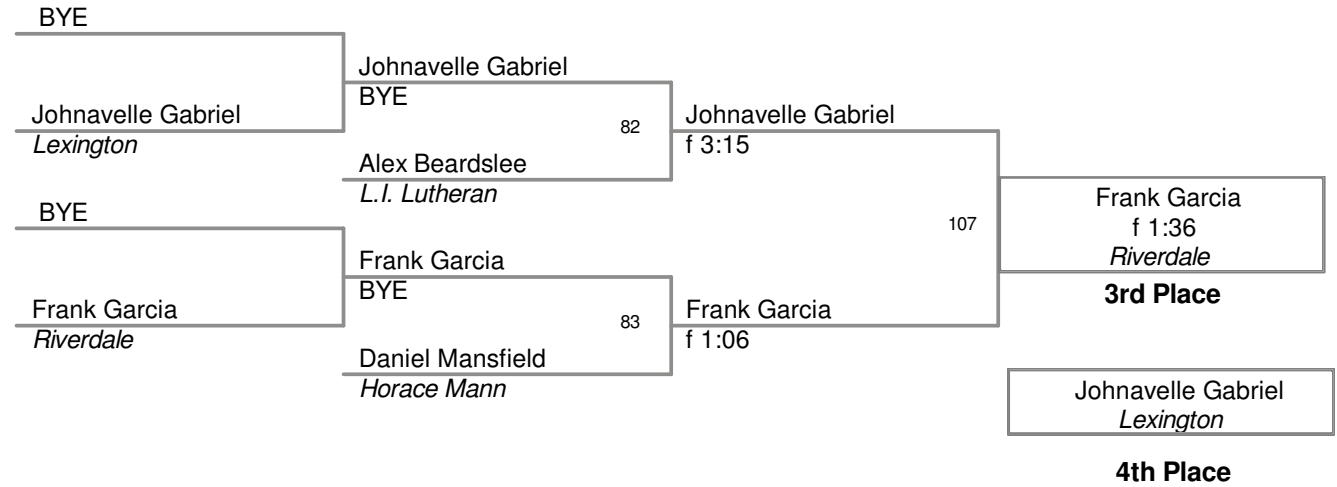 BYE
Johnavelle Gabriel
BYE
Johnavelle Gabriel
Lexington
82
Johnavelle Gabriel
f 3:15
Alex Beardslee
L.I. Lutheran
BYE
Frank Garcia
BYE
Frank Garcia
Riverdale
83
Frank Garcia
f 1:06
Daniel Mansfield
Horace Mann
107
Frank Garcia
f 1:36
Riverdale
3rd Place
Johnavelle Gabriel
Lexington
4th Place